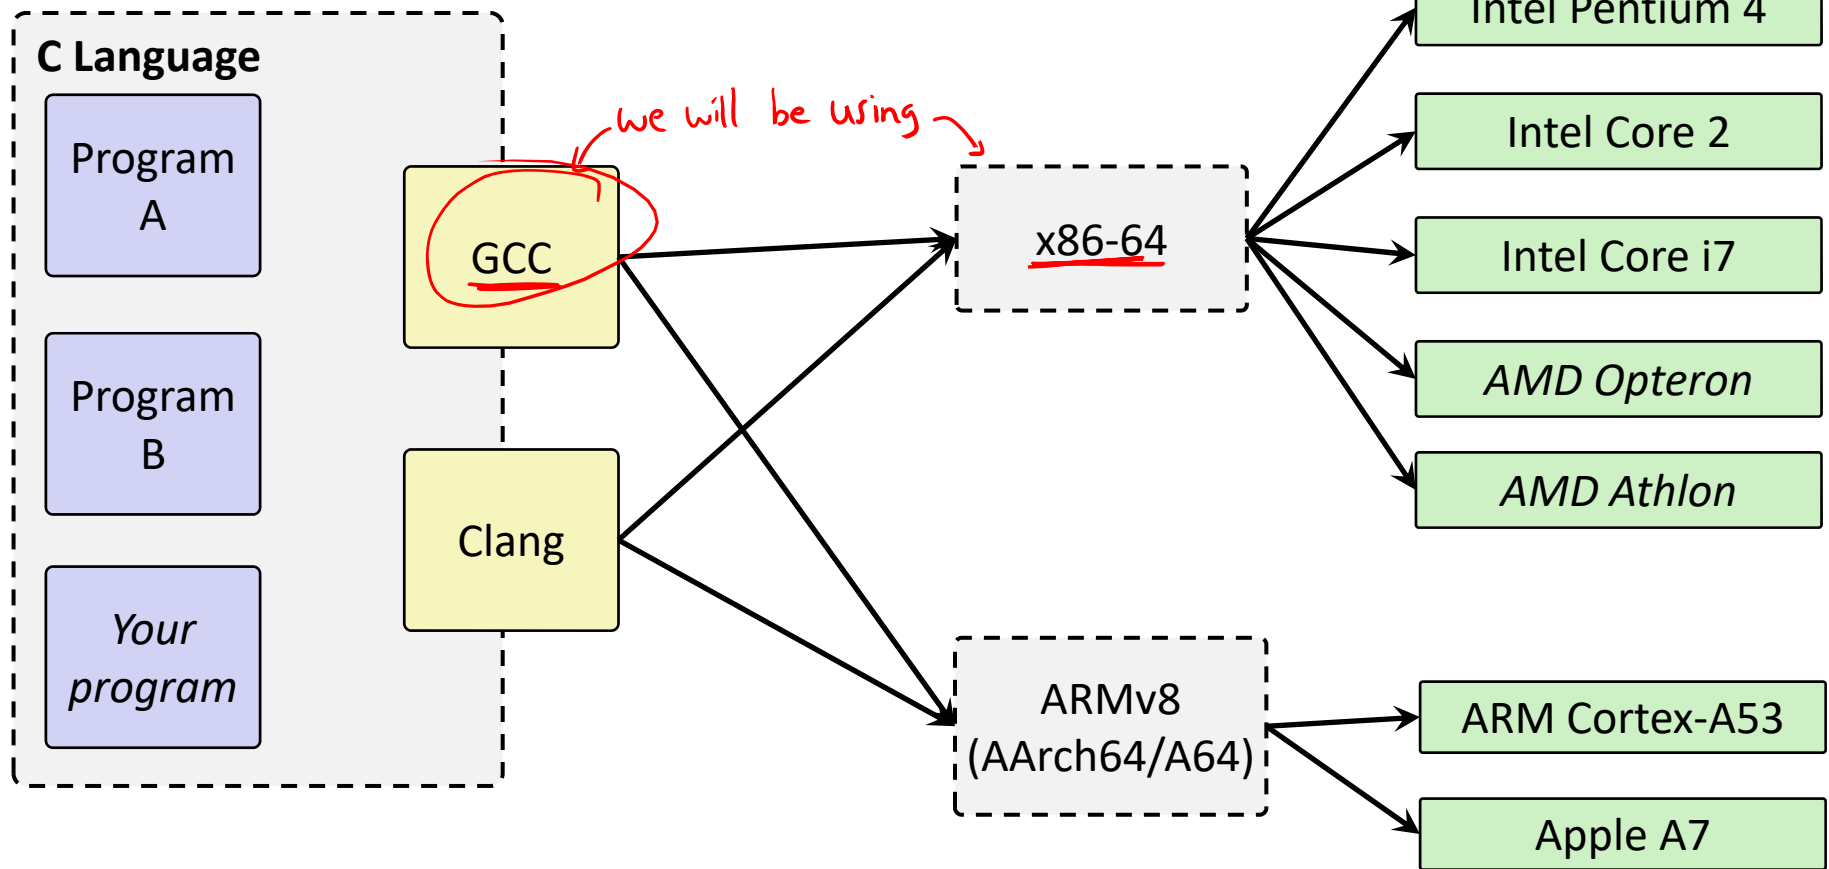 C Language
Program
A
Program
B
Your
program
we will be using
GCC
Clang
x86-64
ARMv8
(AArch64/A64)
Intel Pentium 4
Intel Core 2
Intel Core i7
AMD Opteron
AMD Athlon
ARM Cortex-A53
Apple A7